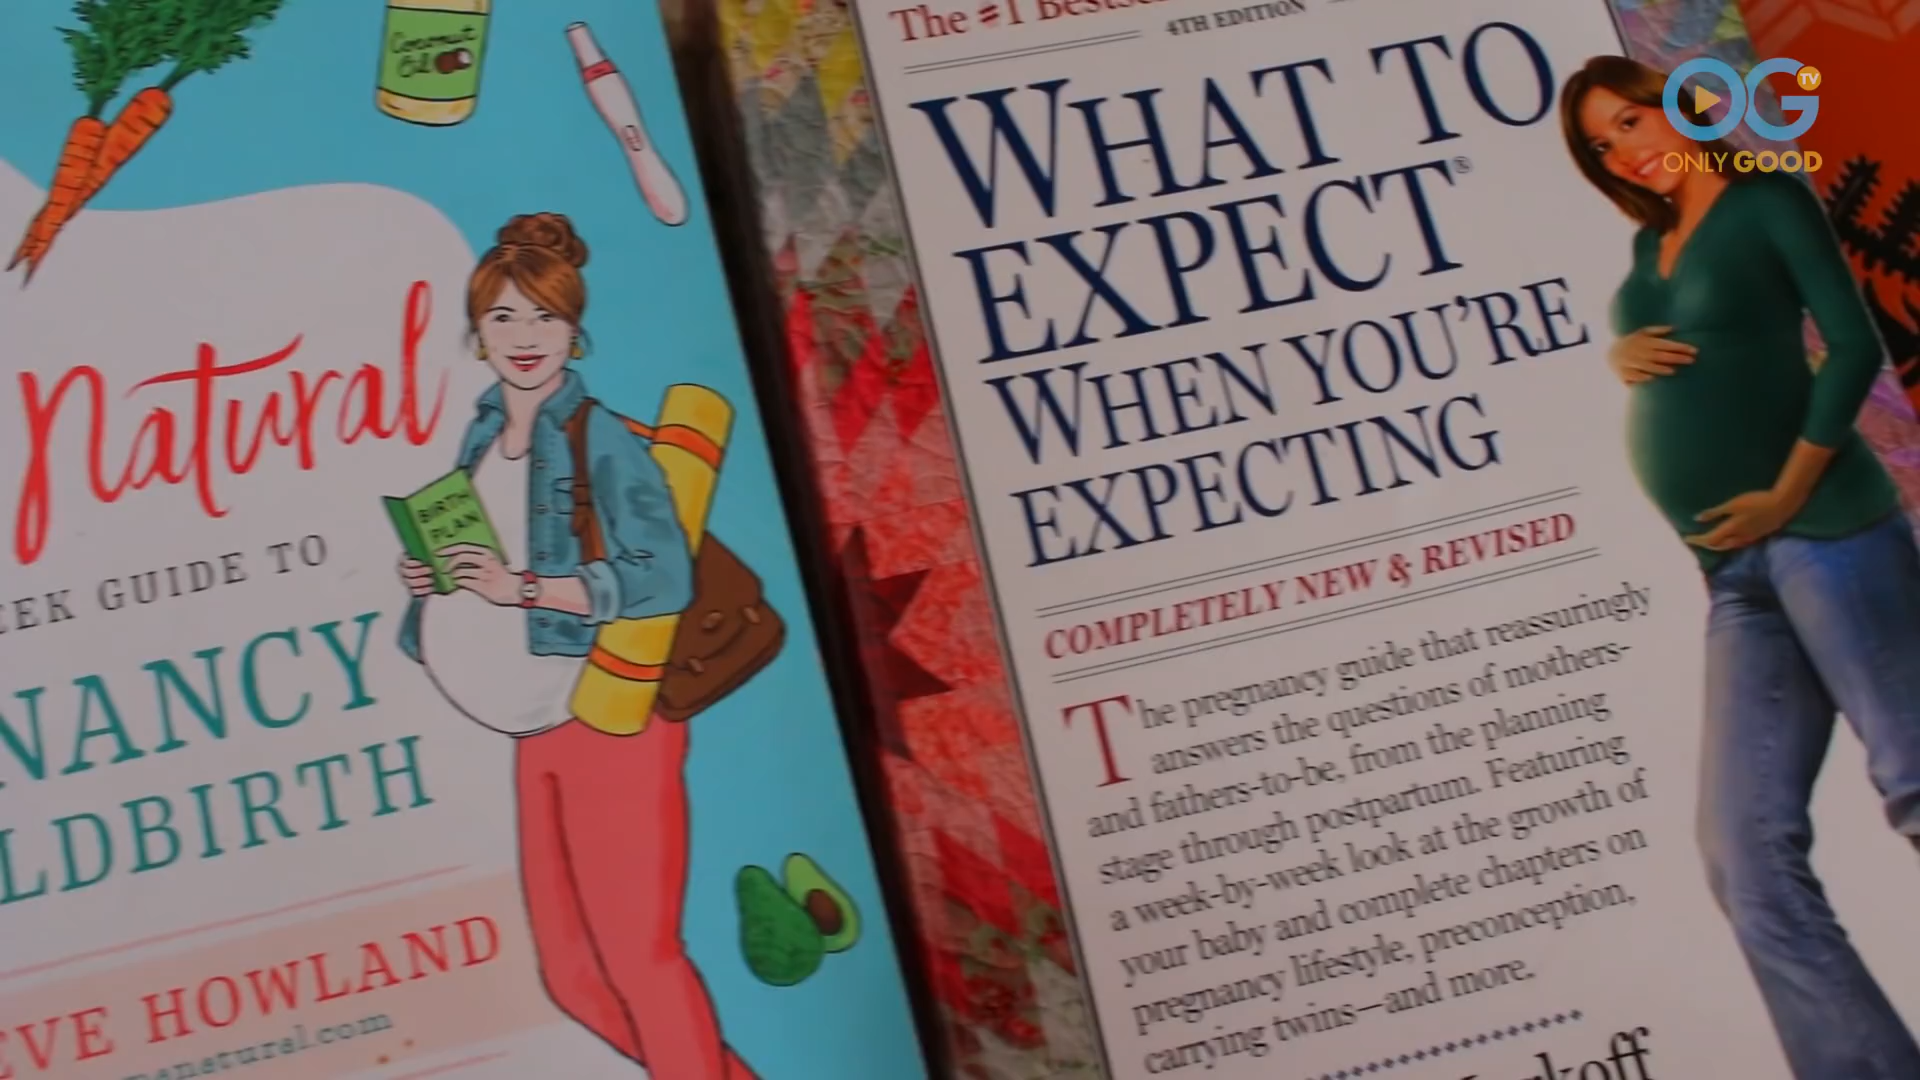 Coconut
Oil
natural
EEK GUIDE TO
NANCY
LDBIRTH
EVE HOWLAND
BIRTH
PLAN
The #1
4TH EDITION
WHAT TO
EXPECT®
WHEN YOU'RE
EXPECTING
COMPLETELY NEW & REVISED
The pregnancy guide that reassuringly
answers the questions of mothers-
and fathers-to-be, from the planning
stage through postpartum. Featuring
a week-by-week look at the growth of
your baby and complete chapters on
pregnancy lifestyle, preconception,
carrying twins—and more.
OG TV
ONLY GOOD